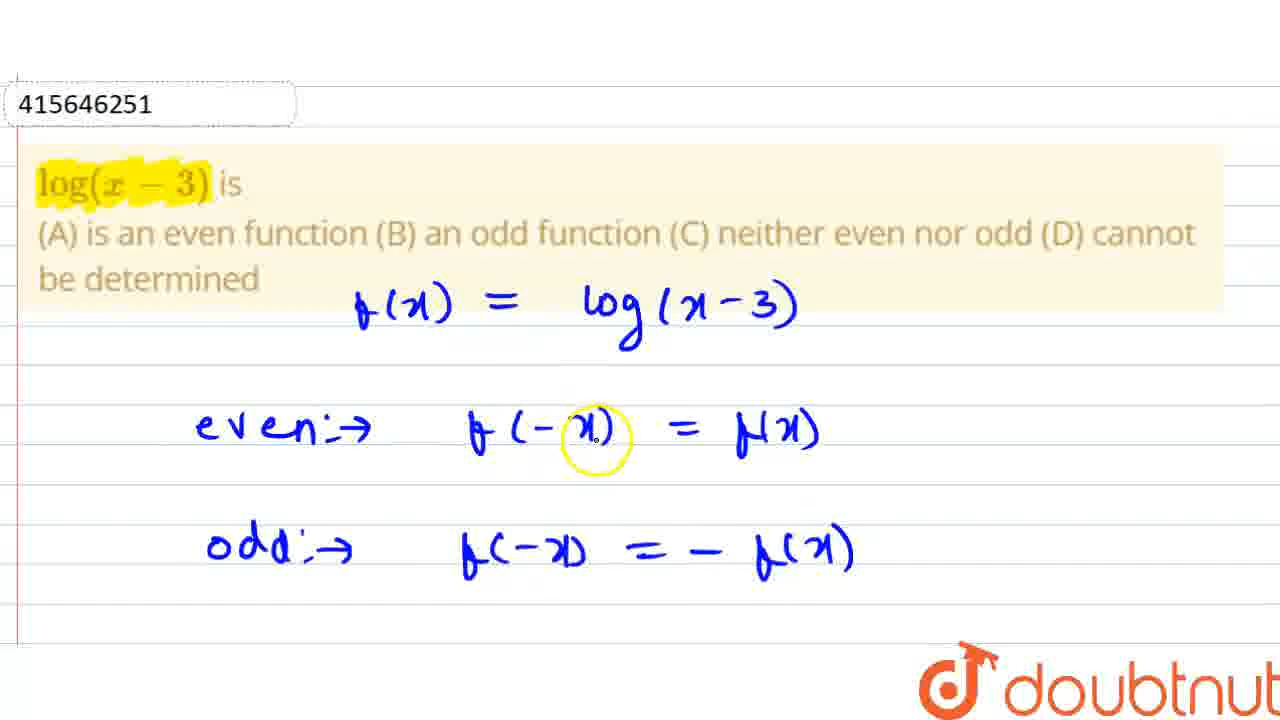 415646251
log(x − 3) is
(A) is an even function (B) an odd function (C) neither even nor odd (D) cannot
be determined
f(x) = log(x-3)
even:→ f(-x) = f(x)
odd:→ f(-x) = - f(x)
doubtnut